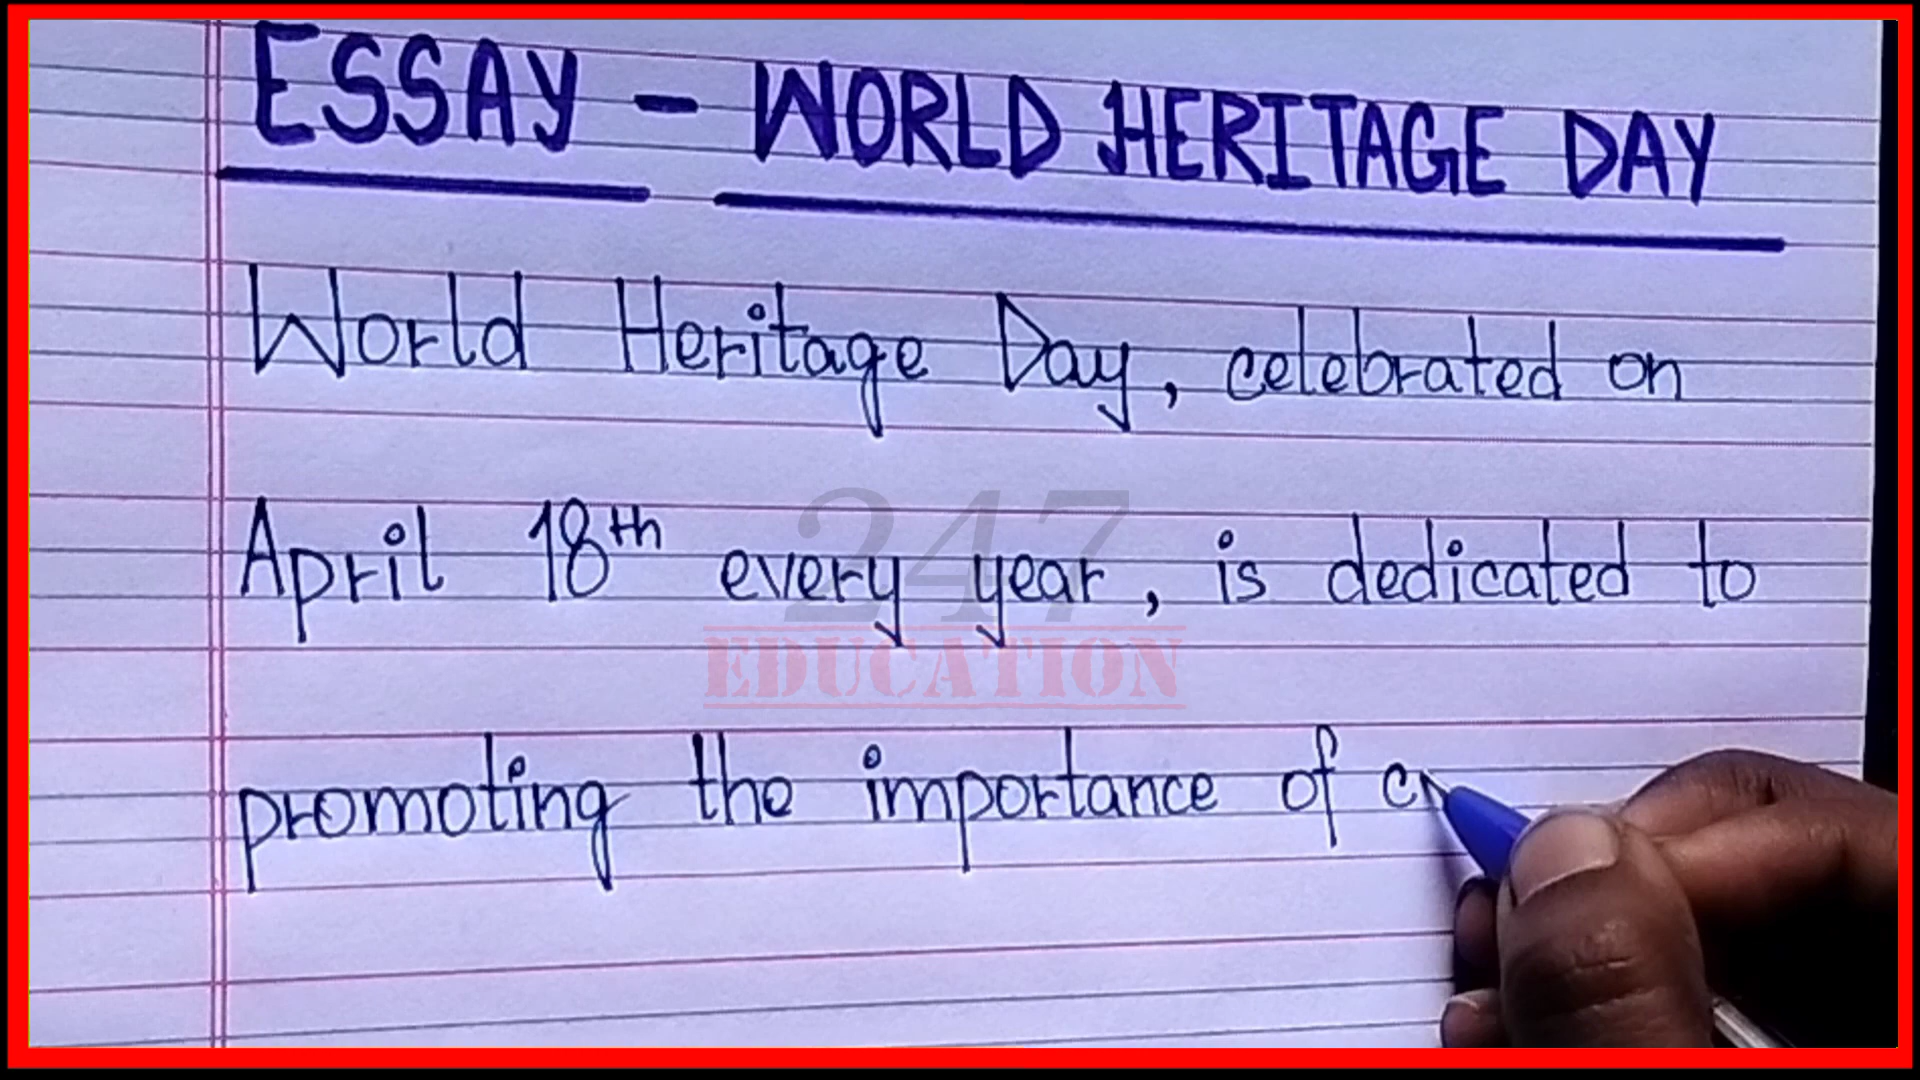 ESSAY - WORLD HERITAGE DAY
World Heritage Day, celebrated on
April 18th every year, is dedicated to
247
EDUCATION
promoting the importance of